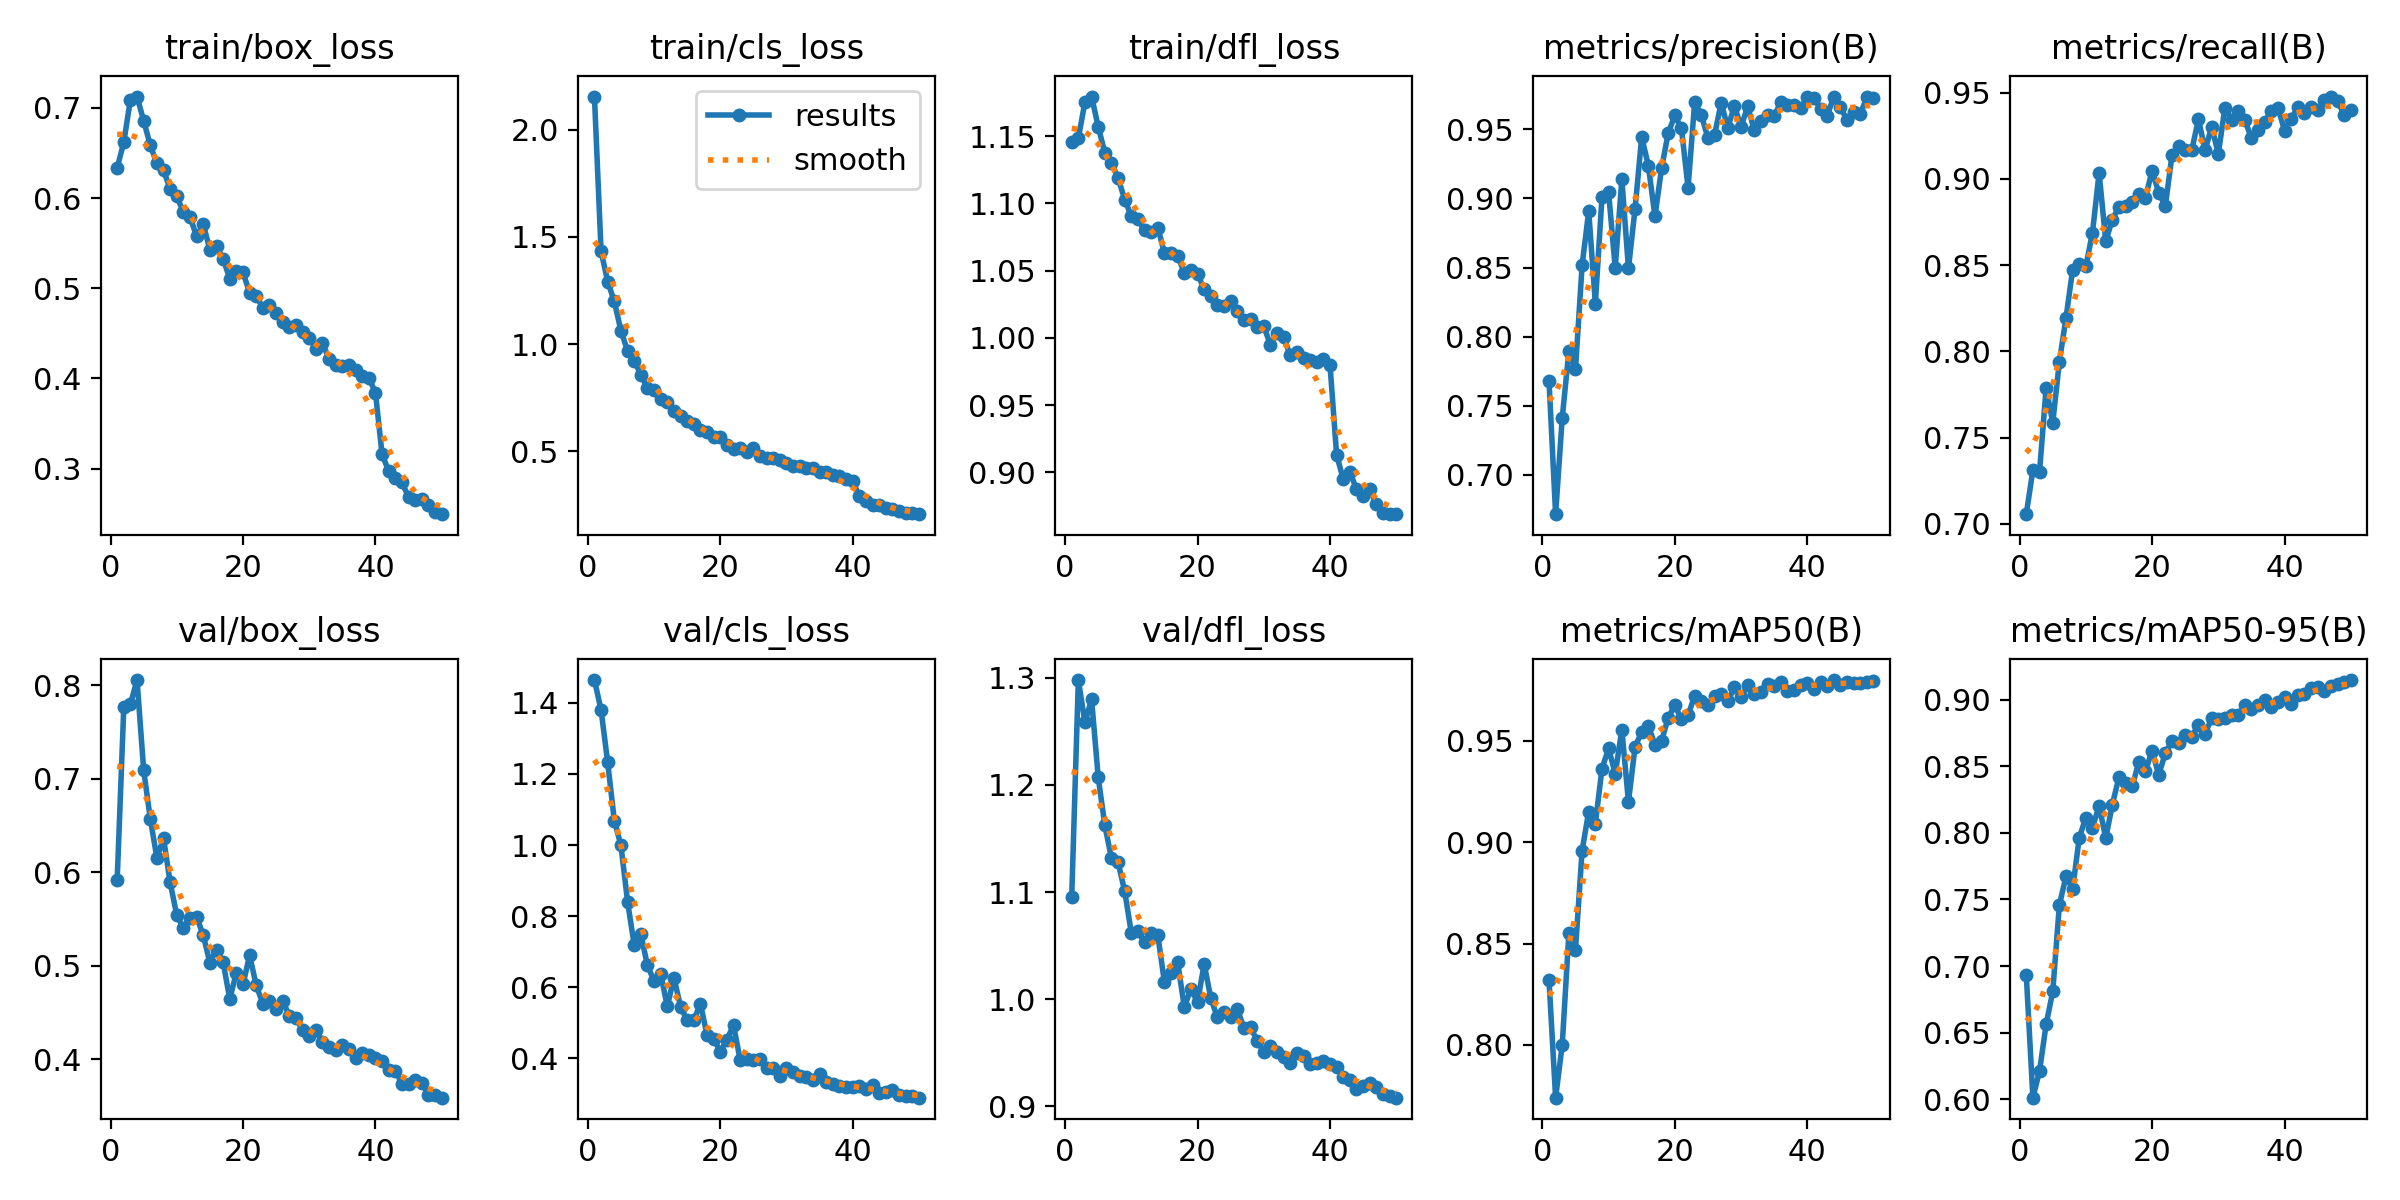 train/box_loss
0.7
0.6
0.5
0.4
0.3
0 20 40
train/cls_loss
results
smooth
2.0
1.5
1.0
0.5
0 20 40
train/dfl_loss
1.15
1.10
1.05
1.00
0.95
0.90
0 20 40
metrics/precision(B)
0.95
0.90
0.85
0.80
0.75
0.70
0 20 40
metrics/recall(B)
0.95
0.90
0.85
0.80
0.75
0.70
0 20 40
val/box_loss
0.8
0.7
0.6
0.5
0.4
0 20 40
val/cls_loss
1.4
1.2
1.0
0.8
0.6
0.4
0 20 40
val/dfl_loss
1.3
1.2
1.1
1.0
0.9
0 20 40
metrics/mAP50(B)
0.95
0.90
0.85
0.80
0 20 40
metrics/mAP50-95(B)
0.90
0.85
0.80
0.75
0.70
0.65
0.60
0 20 40